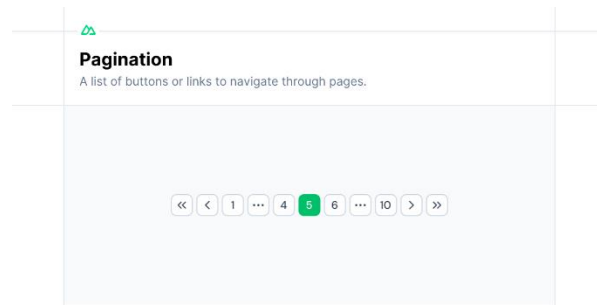 Pagination
A list of buttons or links to navigate through pages.
« < 1 ··· 4 5 6 ··· 10 > »